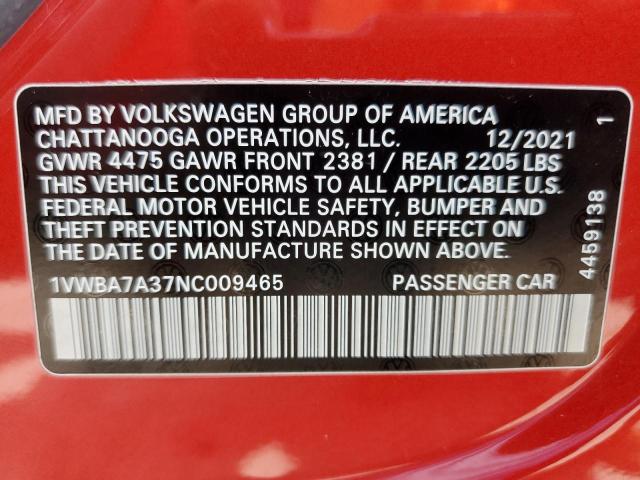 MFD BY VOLKSWAGEN GROUP OF AMERICA
CHATTANOOGA OPERATIONS, LLC. 12/2021
GVWR 4475 GAWR FRONT 2381 / REAR 2205 LBS
THIS VEHICLE CONFORMS TO ALL APPLICABLE U.S.
FEDERAL MOTOR VEHICLE SAFETY, BUMPER AND
THEFT PREVENTION STANDARDS IN EFFECT ON
THE DATE OF MANUFACTURE SHOWN ABOVE.
1VWBA7A37NC009465 PASSENGER CAR
4459138 1